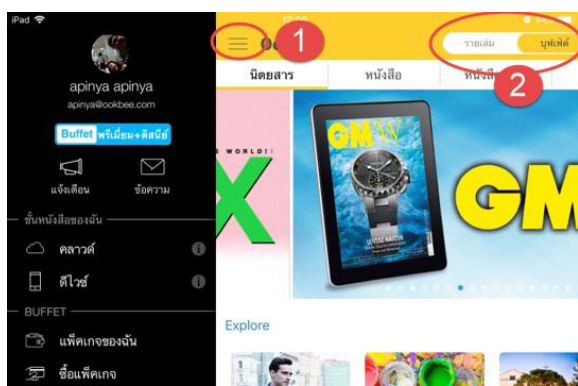 iPad
apinya apinya
apinya@ookbee.com
Buffet พรีเมี่ยม+ดิสนีย์
แจ้งเตือน
ข้อความ
ชั้นหนังสือของฉัน
คลาวด์
ดีไวซ์
BUFFET
แพ็คเกจของฉัน
ซื้อแพ็คเกจ
1
รายเล่ม
บุฟเฟ่ต์
2
นิตยสาร
หนังสือ
S WORLD!!
X
GMW
ULYSSE NARDIN
GM
Explore